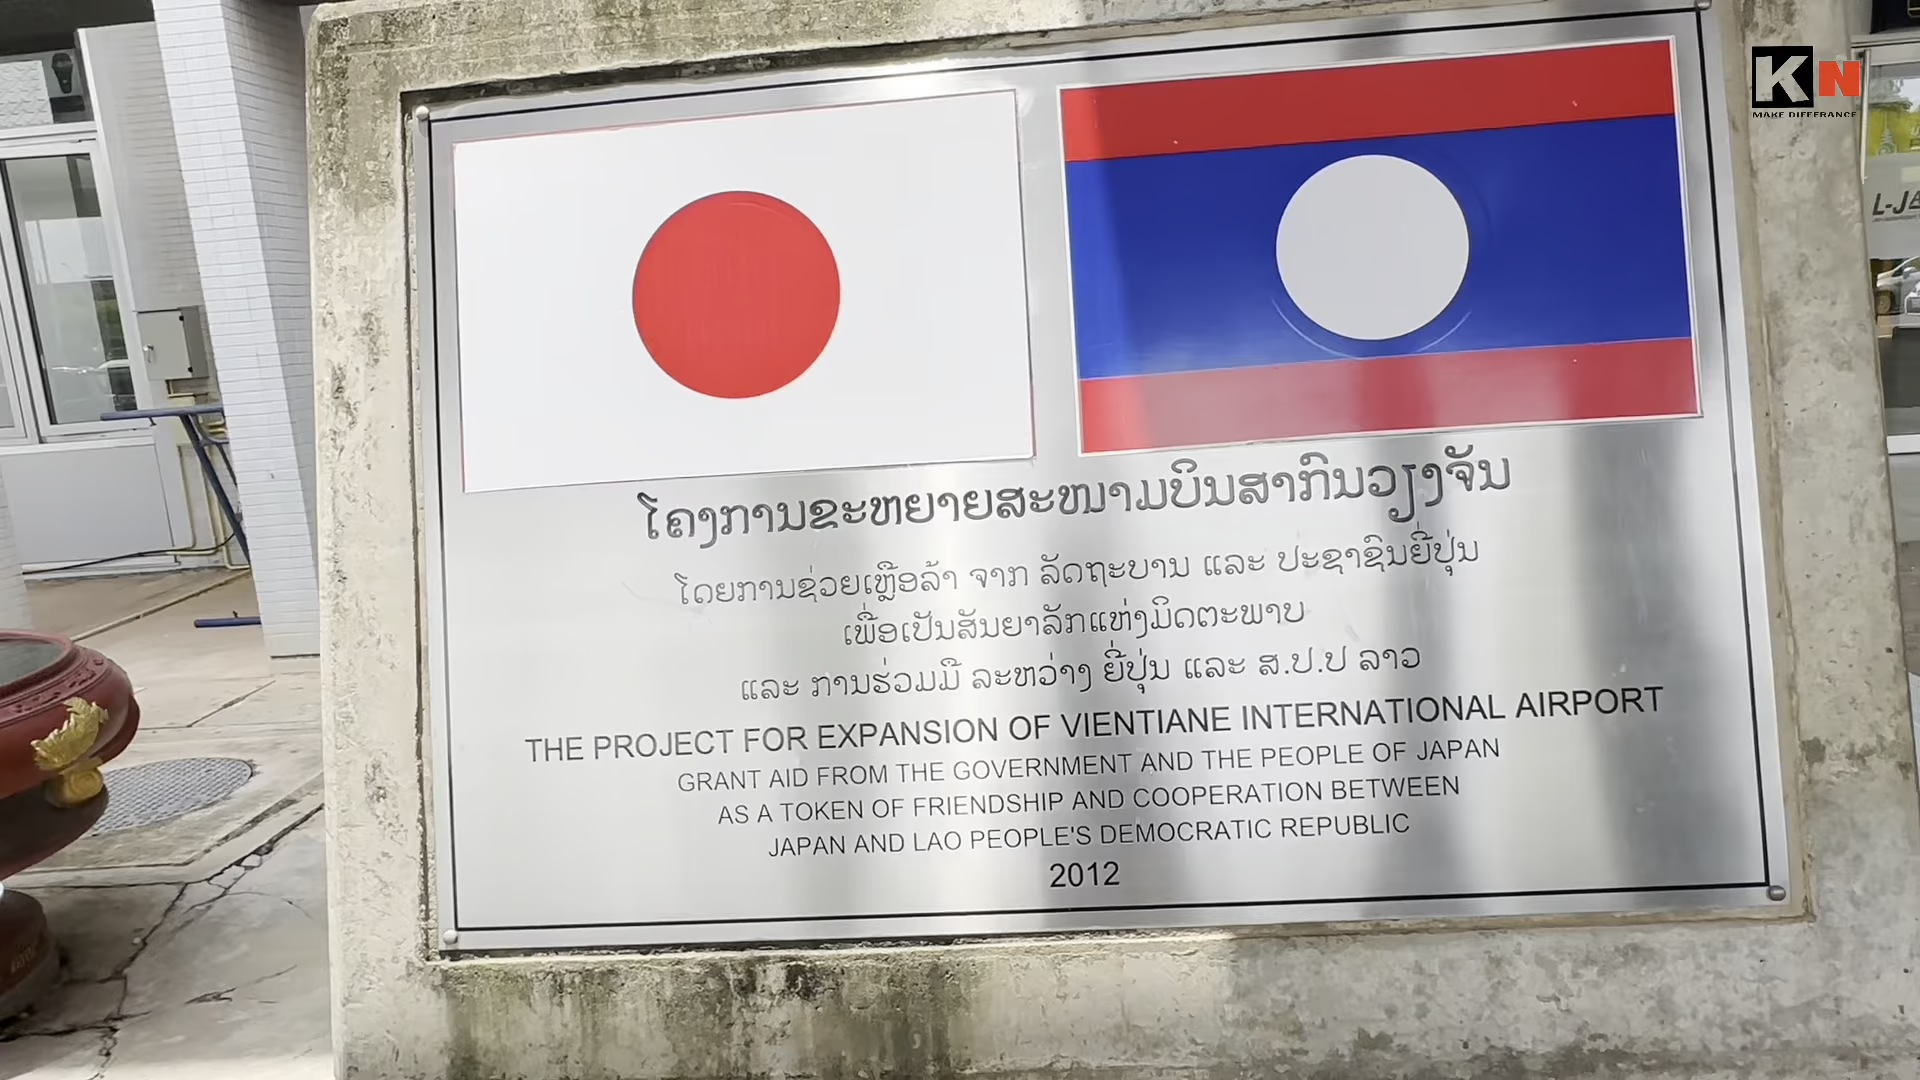 KN
MAKE DIFFERANCE
L-JA
ໂຄງການຂະຫຍາຍສະໜາມບິນສາກົນວຽງຈັນ
ໂດຍການຊ່ວຍເຫຼືອລ້າ ຈາກ ລັດຖະບານ ແລະ ປະຊາຊົນຍີ່ປຸ່ນ
ເພື່ອເປັນສັນຍາລັກແຫ່ງມິດຕະພາບ
ແລະ ການຮ່ວມມື ລະຫວ່າງ ຍີ່ປຸ່ນ ແລະ ສ.ປ.ປ ລາວ
THE PROJECT FOR EXPANSION OF VIENTIANE INTERNATIONAL AIRPORT
GRANT AID FROM THE GOVERNMENT AND THE PEOPLE OF JAPAN
AS A TOKEN OF FRIENDSHIP AND COOPERATION BETWEEN
JAPAN AND LAO PEOPLE'S DEMOCRATIC REPUBLIC
2012